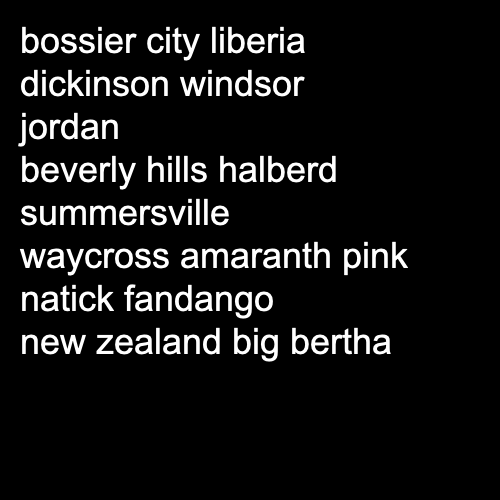 bossier city liberia
dickinson windsor
jordan
beverly hills halberd
summersville
waycross amaranth pink
natick fandango
new zealand big bertha